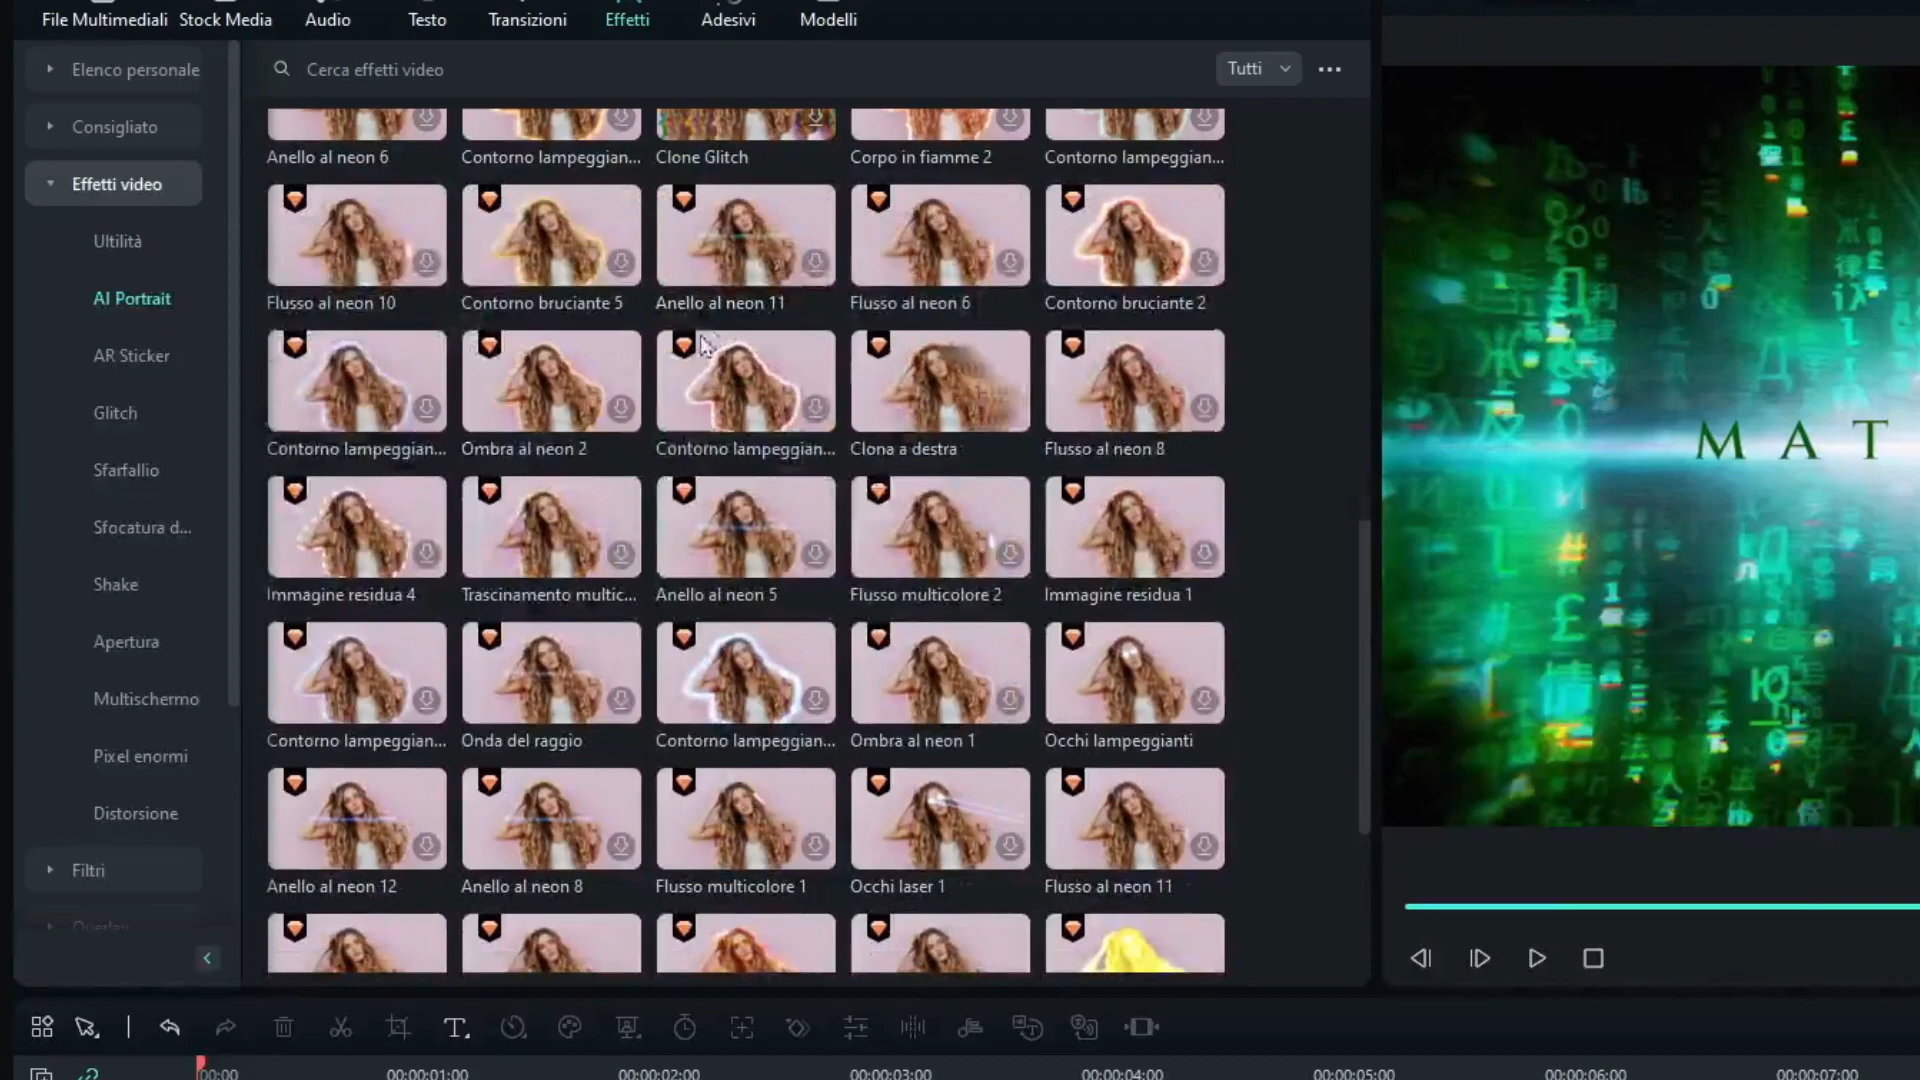 File Multimediali Stock Media Audio Testo Transizioni Effetti Adesivi Modelli
Elenco personale
Consigliato
Effetti video
Ultilità
AI Portrait
AR Sticker
Glitch
Sfarfallio
Sfocatura d...
Shake
Apertura
Multischermo
Pixel enormi
Distorsione
Filtri
Overlay
Cerca effetti video
Tutti
Anello al neon 6 Contorno lampeggian... Clone Glitch Corpo in fiamme 2 Contorno lampeggian...
Flusso al neon 10 Contorno bruciante 5 Anello al neon 11 Flusso al neon 6 Contorno bruciante 2
Contorno lampeggian... Ombra al neon 2 Contorno lampeggian... Clona a destra Flusso al neon 8
Immagine residua 4 Trascinamento multic... Anello al neon 5 Flusso multicolore 2 Immagine residua 1
Contorno lampeggian... Onda del raggio Contorno lampeggian... Ombra al neon 1 Occhi lampeggianti
Anello al neon 12 Anello al neon 8 Flusso multicolore 1 Occhi laser 1 Flusso al neon 11
M A T
00:00 00:00:01:00 00:00:02:00 00:00:03:00 00:00:04:00 00:00:05:00 00:00:06:00 00:00:07:00